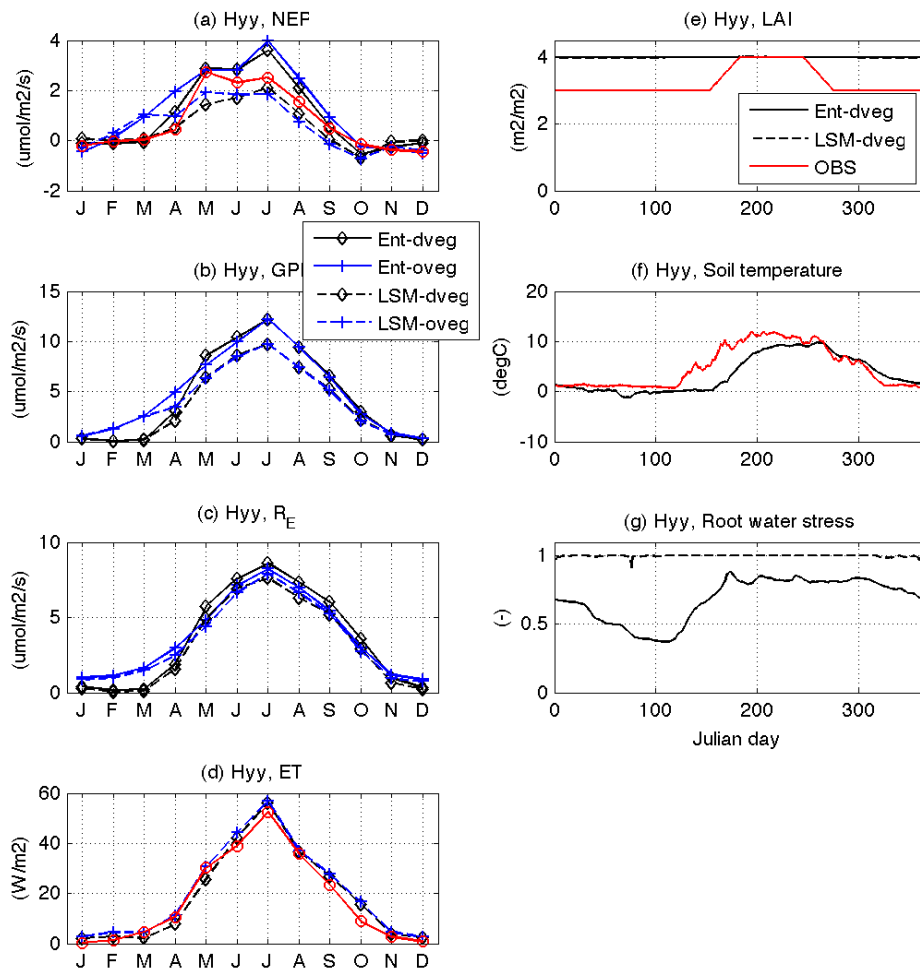 (a) Hyy, NEP
4
2
0
-2
(umol/m2/s)
J F M A M J J A S O N D
Ent-dveg
Ent-oveg
LSM-dveg
LSM-oveg
(b) Hyy, GP
15
10
5
0
(umol/m2/s)
J F M A M J J A S O N D
(c) Hyy, R_E
10
5
0
(umol/m2/s)
J F M A M J J A S O N D
(d) Hyy, ET
60
40
20
0
(W/m2)
J F M A M J J A S O N D
(e) Hyy, LAI
4
2
0
(m2/m2)
0 100 200 300
Ent-dveg
LSM-dveg
OBS
(f) Hyy, Soil temperature
20
10
0
-10
(degC)
0 100 200 300
(g) Hyy, Root water stress
1
0.5
0
(-)
0 100 200 300
Julian day